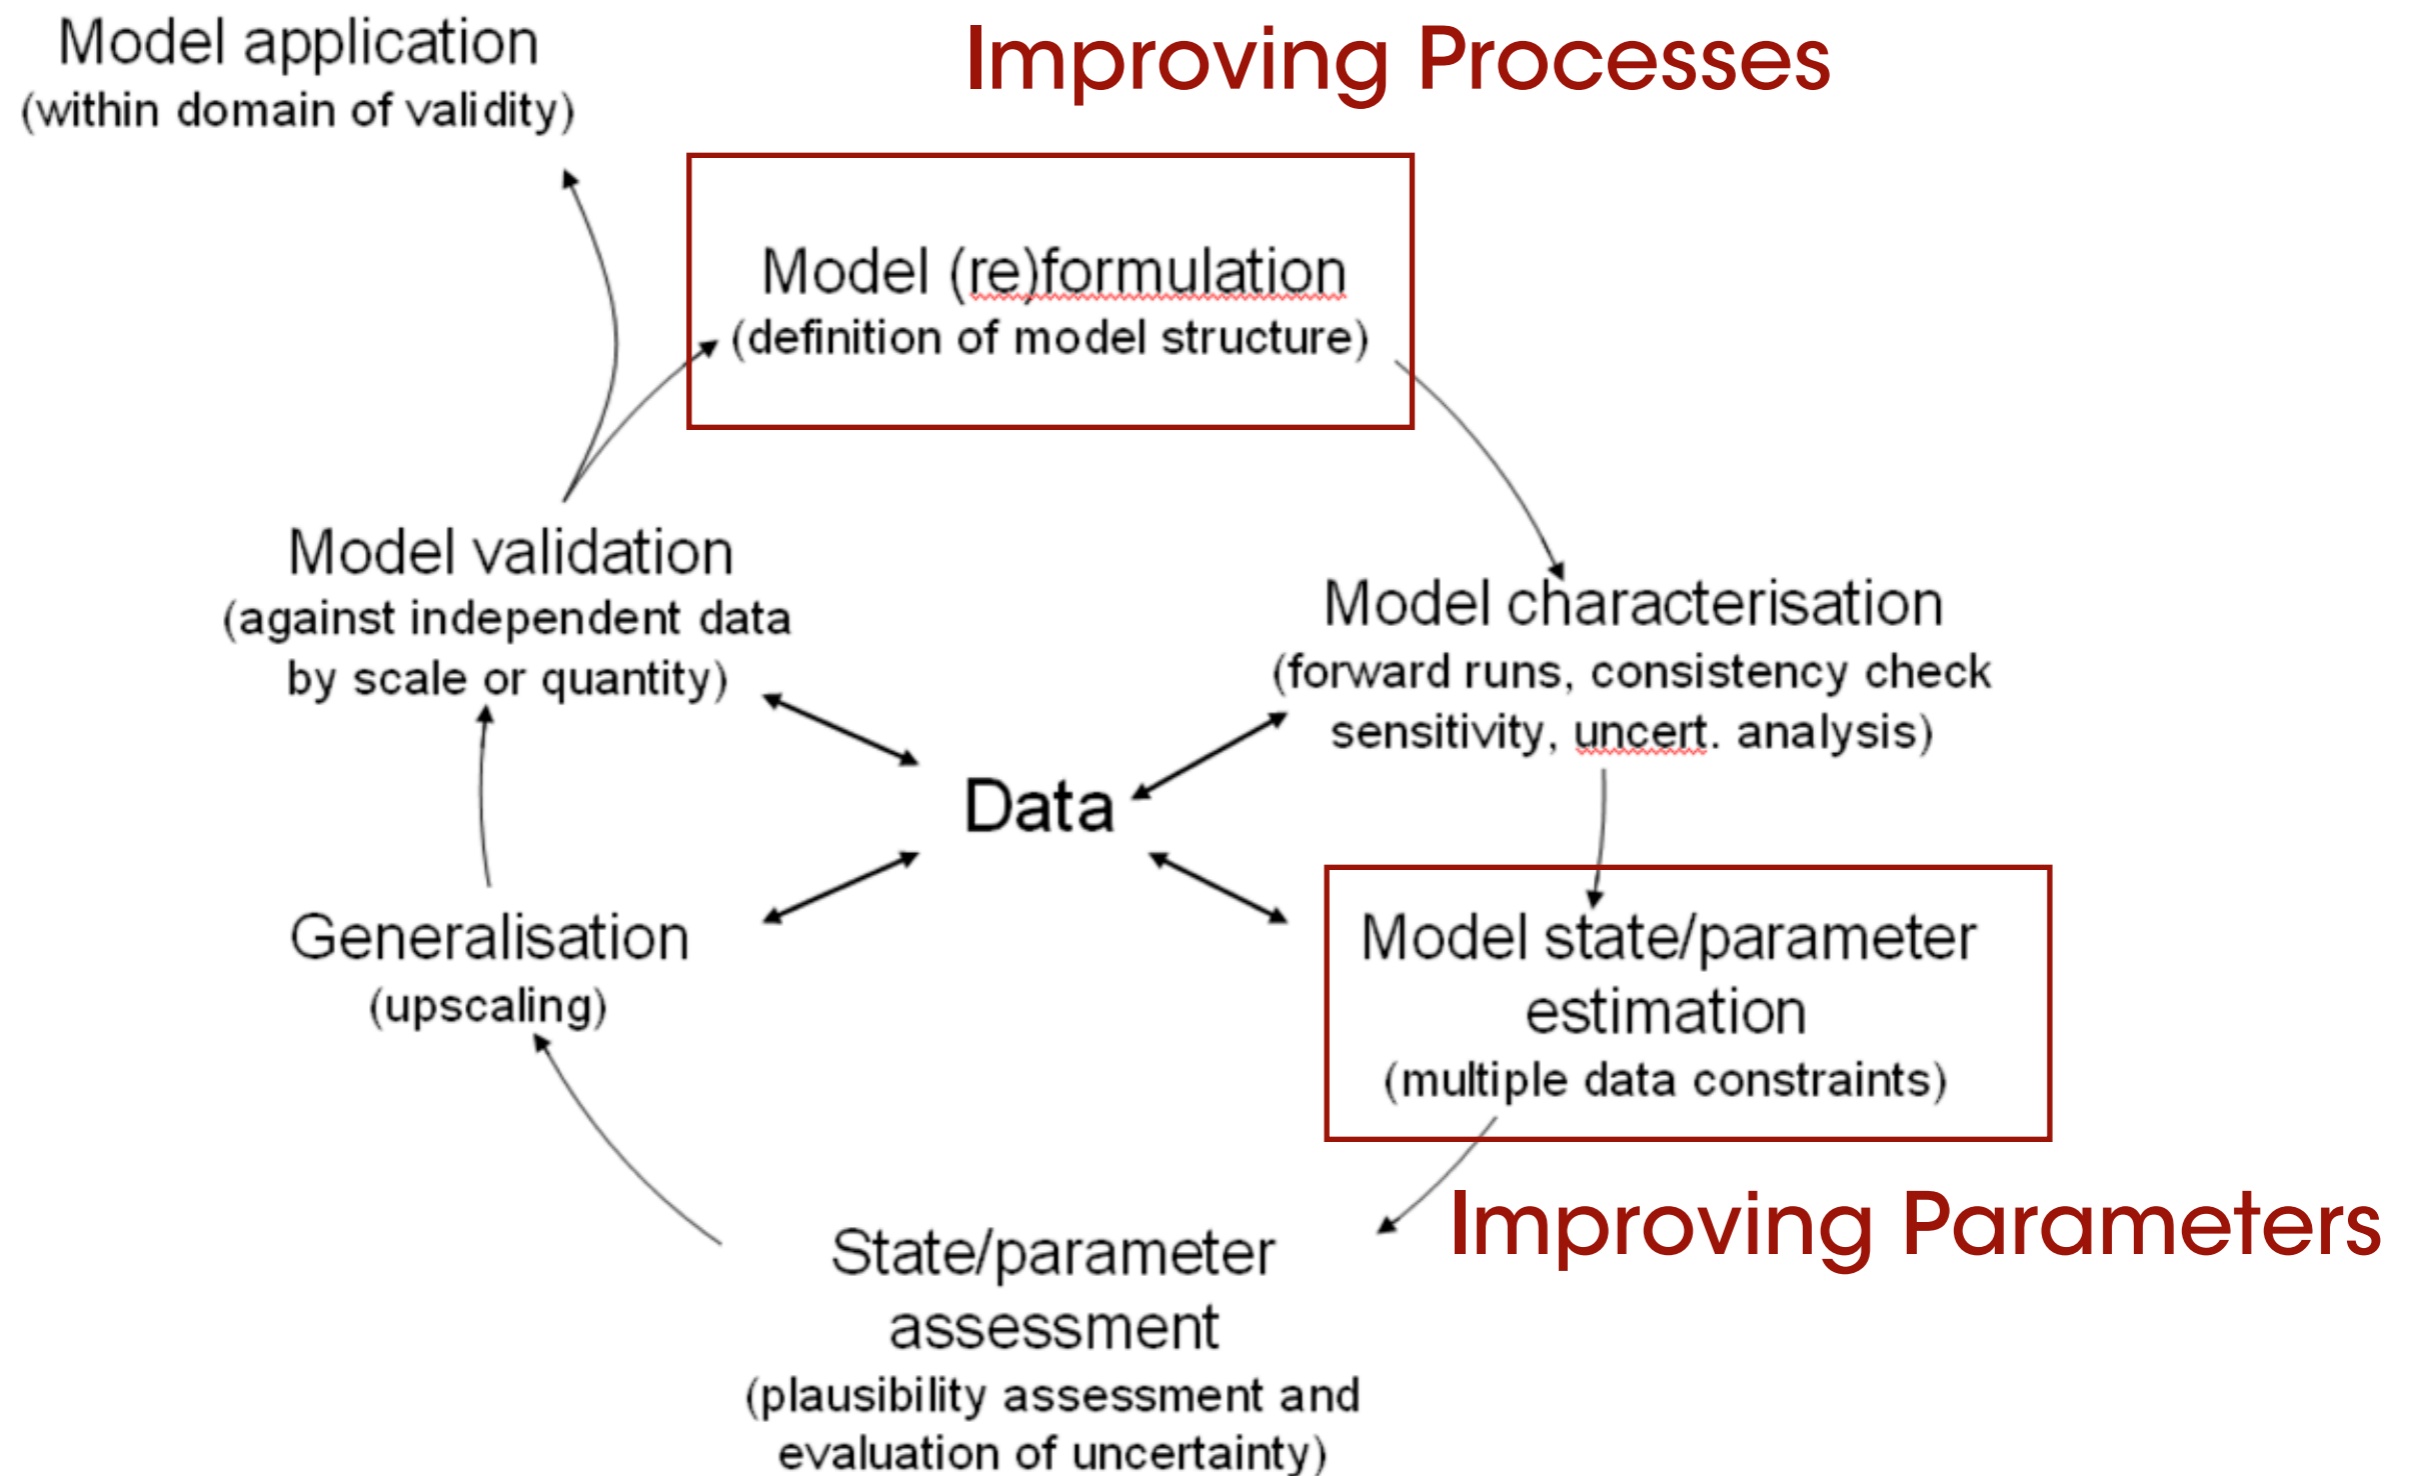 Model application
(within domain of validity)
Improving Processes
Model (re)formulation
(definition of model structure)
Model validation
(against independent data
by scale or quantity)
Model characterisation
(forward runs, consistency check
sensitivity, uncert. analysis)
Data
Generalisation
(upscaling)
Model state/parameter
estimation
(multiple data constraints)
Improving Parameters
State/parameter
assessment
(plausibility assessment and
evaluation of uncertainty)